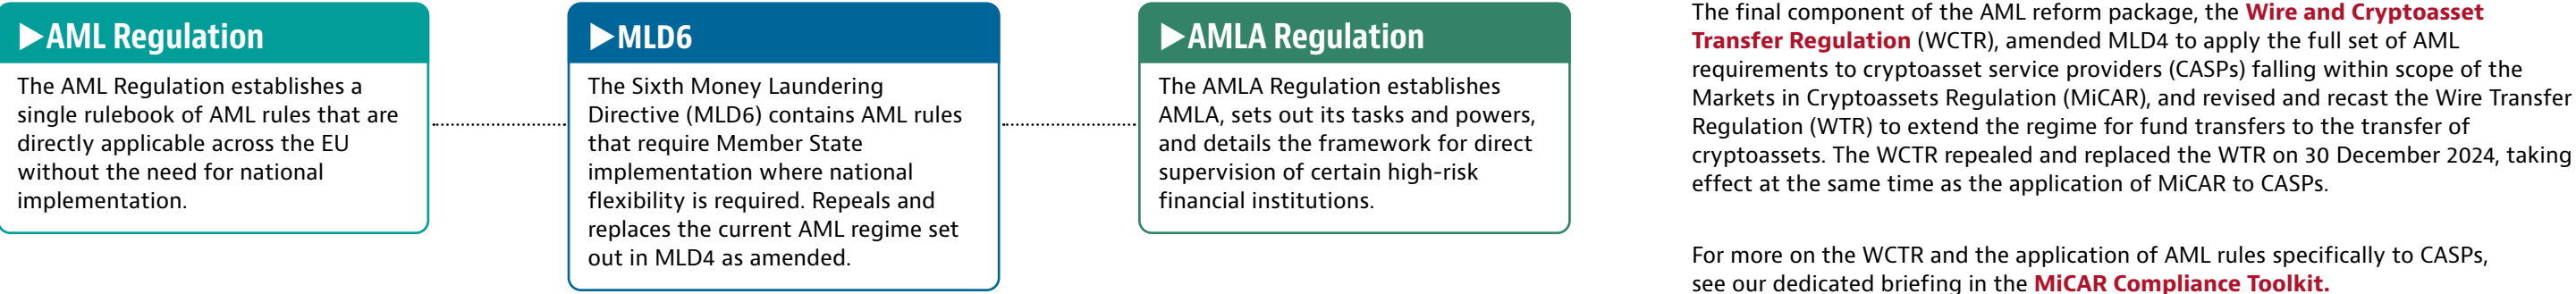 ▶AML Regulation
The AML Regulation establishes a
single rulebook of AML rules that are
directly applicable across the EU
without the need for national
implementation.
▶MLD6
The Sixth Money Laundering
Directive (MLD6) contains AML rules
that require Member State
implementation where national
flexibility is required. Repeals and
replaces the current AML regime set
out in MLD4 as amended.
▶AMLA Regulation
The AMLA Regulation establishes
AMLA, sets out its tasks and powers,
and details the framework for direct
supervision of certain high-risk
financial institutions.
The final component of the AML reform package, the Wire and Cryptoasset
Transfer Regulation (WCTR), amended MLD4 to apply the full set of AML
requirements to cryptoasset service providers (CASPs) falling within scope of the
Markets in Cryptoassets Regulation (MiCAR), and revised and recast the Wire Transfer
Regulation (WTR) to extend the regime for fund transfers to the transfer of
cryptoassets. The WCTR repealed and replaced the WTR on 30 December 2024, taking
effect at the same time as the application of MiCAR to CASPs.
For more on the WCTR and the application of AML rules specifically to CASPs,
see our dedicated briefing in the MiCAR Compliance Toolkit.